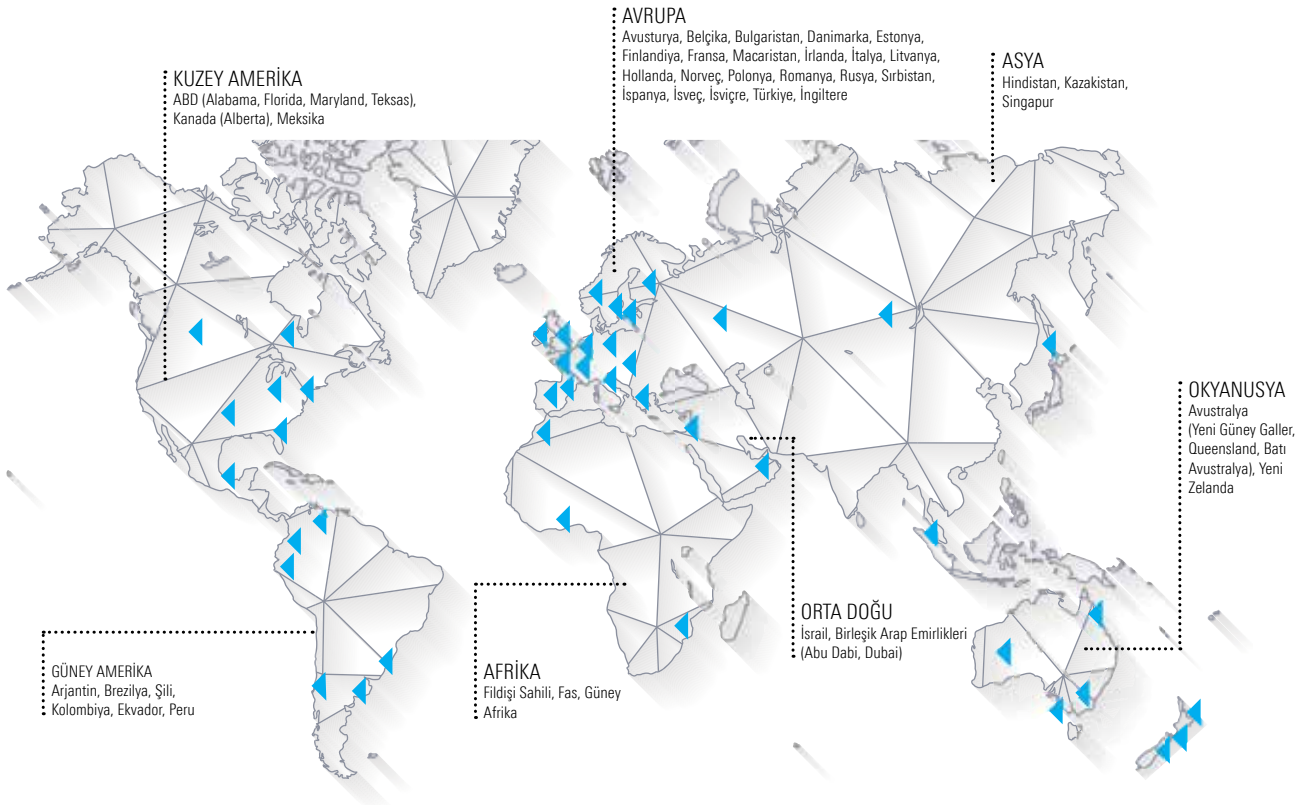 AVRUPA
Avusturya, Belçika, Bulgaristan, Danimarka, Estonya,
Finlandiya, Fransa, Macaristan, İrlanda, İtalya, Litvanya,
Hollanda, Norveç, Polonya, Romanya, Rusya, Sırbistan,
İspanya, İsveç, İsviçre, Türkiye, İngiltere
ASYA
Hindistan, Kazakistan,
Singapur
KUZEY AMERİKA
ABD (Alabama, Florida, Maryland, Teksas),
Kanada (Alberta), Meksika
OKYANUSYA
Avustralya
(Yeni Güney Galler,
Queensland, Batı
Avustralya), Yeni
Zelanda
ORTA DOĞU
İsrail, Birleşik Arap Emirlikleri
(Abu Dabi, Dubai)
GÜNEY AMERİKA
Arjantin, Brezilya, Şili,
Kolombiya, Ekvador, Peru
AFRİKA
Fildişi Sahili, Fas, Güney
Afrika